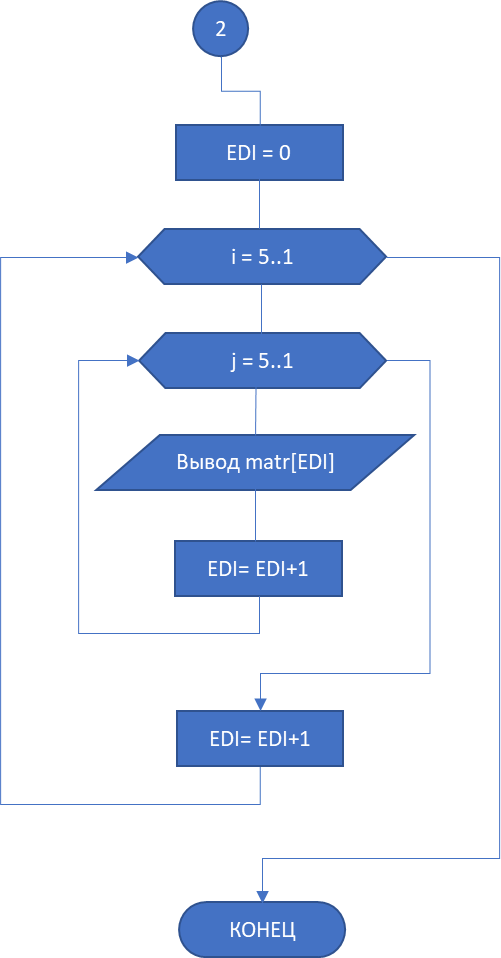 2
EDI = 0
i = 5..1
j = 5..1
Вывод matr[EDI]
EDI= EDI+1
EDI= EDI+1
КОНЕЦ